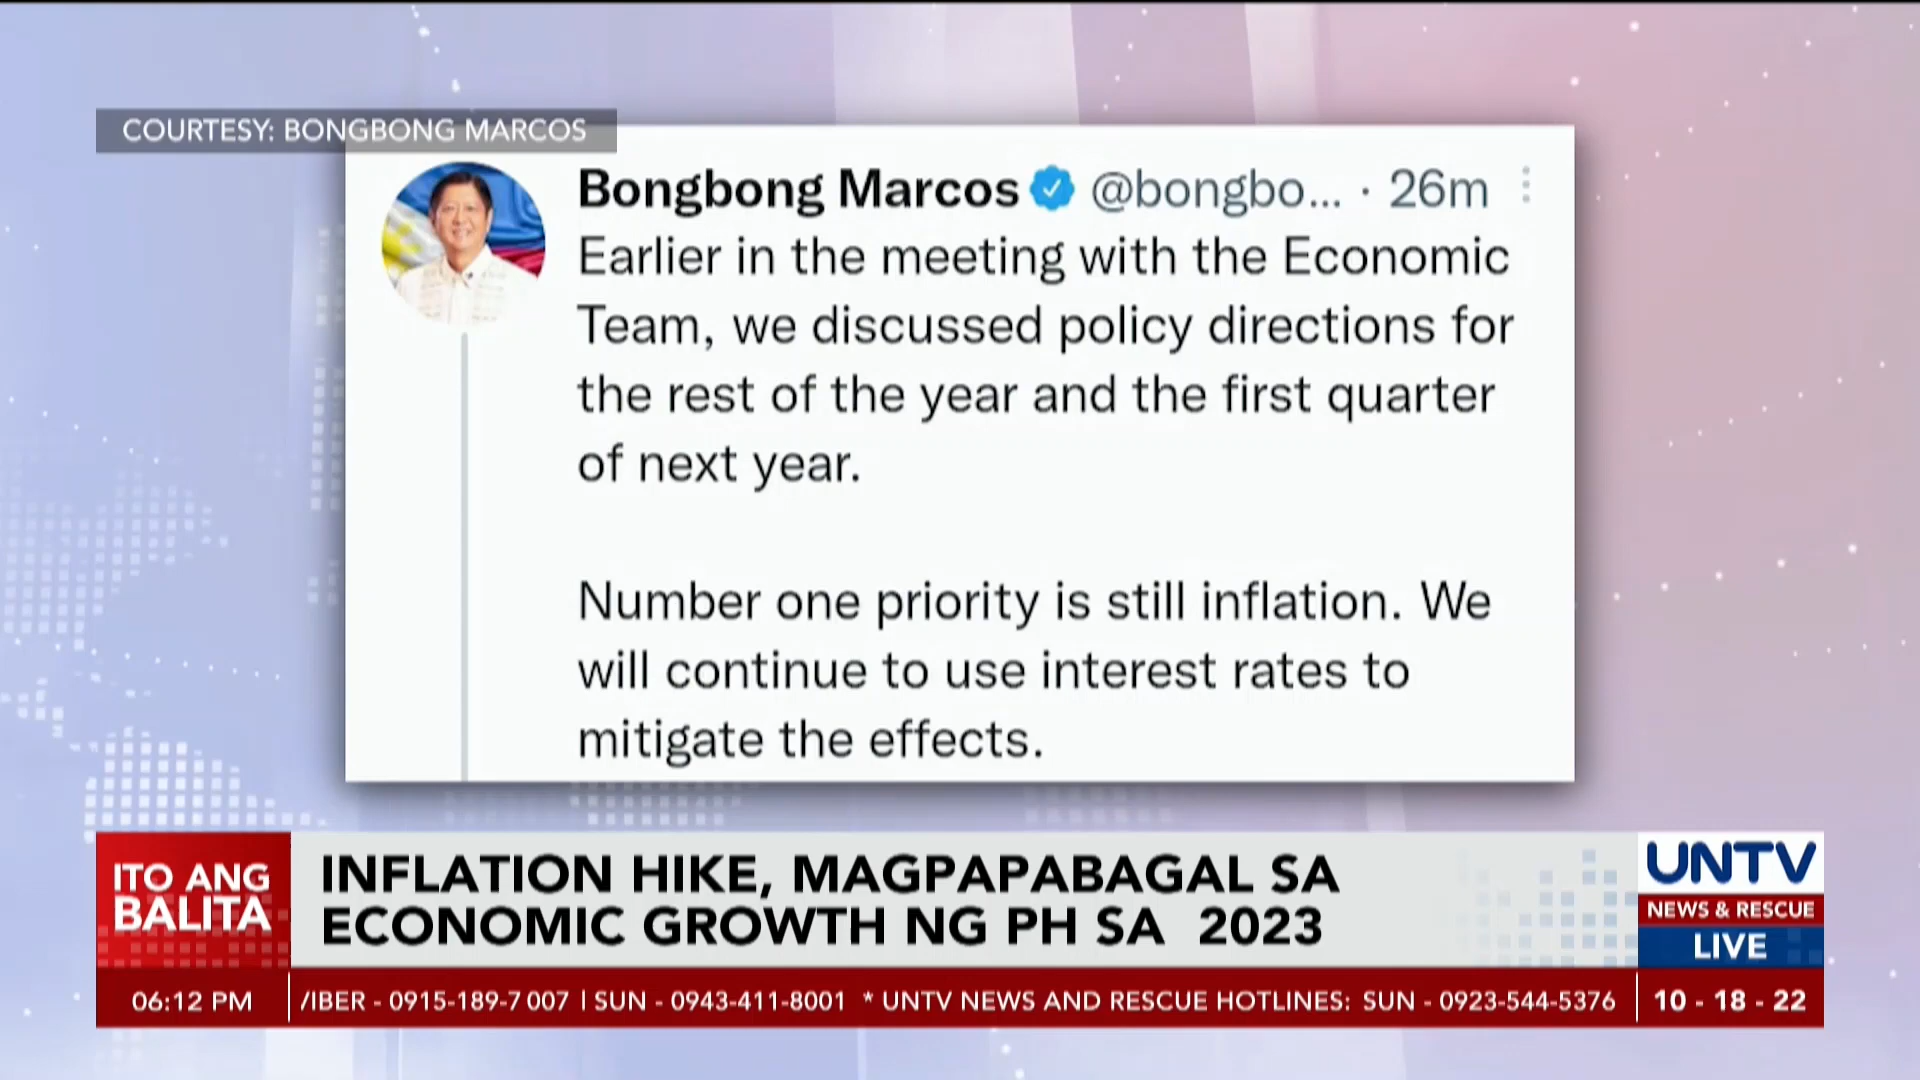 COURTESY: BONGBONG MARCOS
Bongbong Marcos @bongbo... · 26m
Earlier in the meeting with the Economic
Team, we discussed policy directions for
the rest of the year and the first quarter
of next year.
Number one priority is still inflation. We
will continue to use interest rates to
mitigate the effects.
ITO ANG
BALITA
INFLATION HIKE, MAGPAPABAGAL SA
ECONOMIC GROWTH NG PH SA 2023
UNTV
NEWS & RESCUE
LIVE
06:12 PM
/IBER - 0915-189-7007 | SUN - 0943-411-8001 * UNTV NEWS AND RESCUE HOTLINES: SUN - 0923-544-5376
10 - 18 - 22